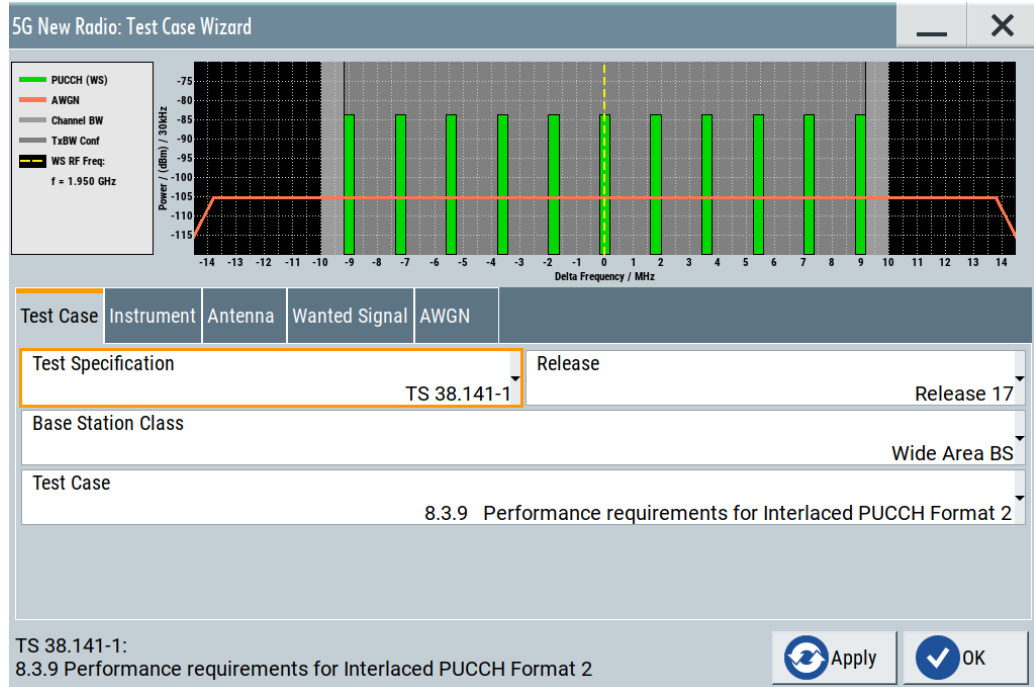 5G New Radio: Test Case Wizard
PUCCH (WS)
AWGN
Channel BW
TxBW Conf
WS RF Freq:
f = 1.950 GHz
Power / (dBm) / 30kHz
-75
-80
-85
-90
-95
-100
-105
-110
-115
-14 -13 -12 -11 -10 -9 -8 -7 -6 -5 -4 -3 -2 -1 0 1 2 3 4 5 6 7 8 9 10 11 12 13 14
Delta Frequency / MHz
Test Case Instrument Antenna Wanted Signal AWGN
Test Specification
TS 38.141-1
Release
Release 17
Base Station Class
Wide Area BS
Test Case
8.3.9 Performance requirements for Interlaced PUCCH Format 2
TS 38.141-1:
8.3.9 Performance requirements for Interlaced PUCCH Format 2
Apply
OK